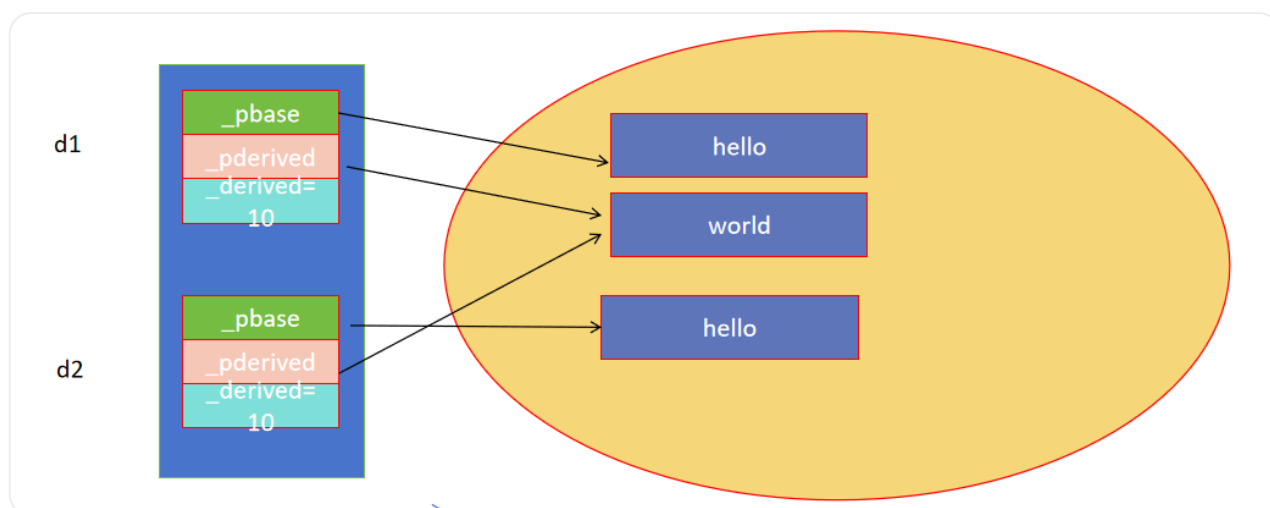 d1
_pbase
_pderived
_derived=
10
hello
world
d2
_pbase
_pderived
_derived=
10
hello